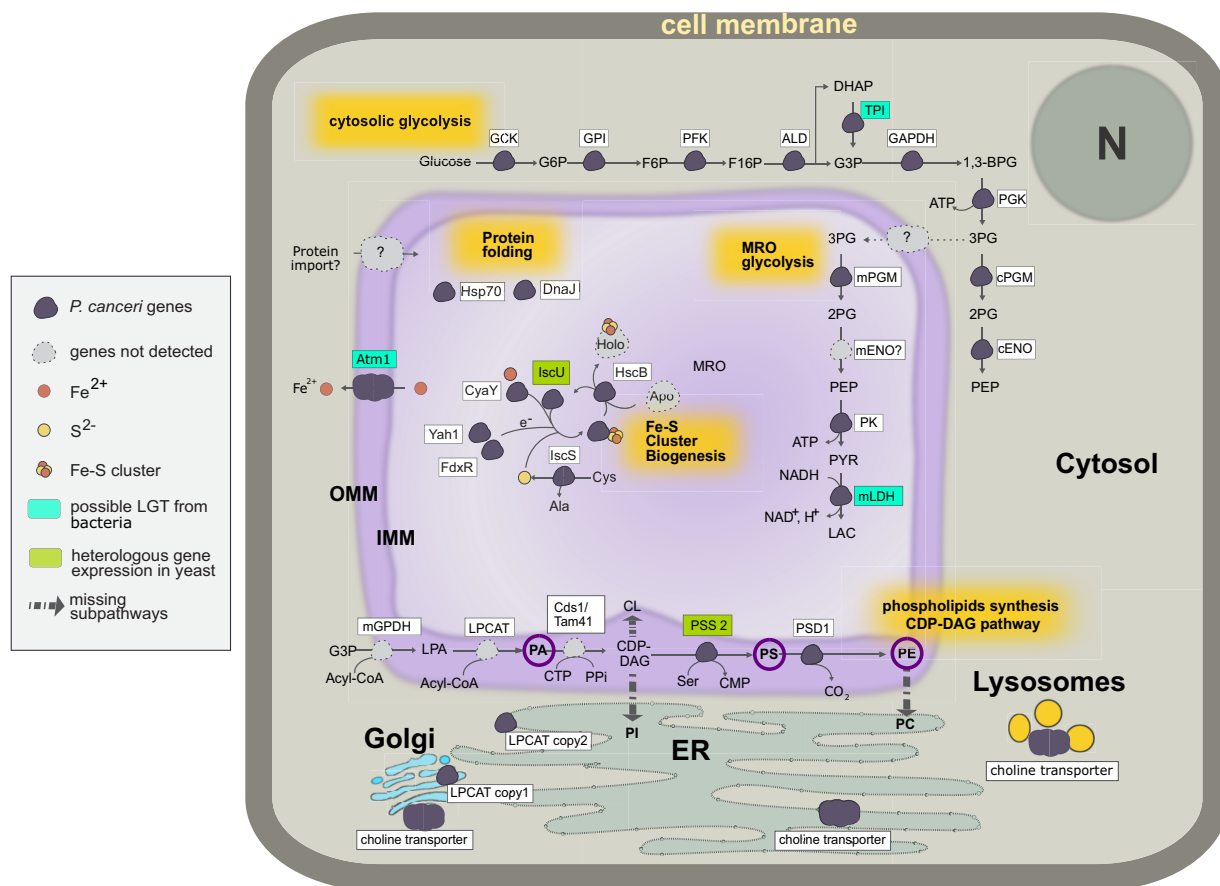 cell membrane
cytosolic glycolysis
Glucose
GCK
G6P
GPI
F6P
PFK
F16P
ALD
DHAP
TPI
G3P
GAPDH
1,3-BPG
N
ATP
PGK
3PG
?
3PG
cPGM
2PG
cENO
PEP
Protein
import?
?
Protein
folding
Hsp70
DnaJ
MRO
glycolysis
mPGM
2PG
mENO?
PEP
PK
ATP
PYR
NADH
mLDH
NAD+, H+
LAC
Cytosol
P. canceri genes
genes not detected
Fe2+
S2-
Fe-S cluster
possible LGT from
bacteria
heterologous gene
expression in yeast
missing
subpathways
Atm1
Fe2+
Holo
IscU
HscB
CyaY
Apo
MRO
e-
Yah1
FdxR
IscS
Cys
Ala
Fe-S
Cluster
Biogenesis
OMM
IMM
phospholipids synthesis
CDP-DAG pathway
mGPDH
G3P
Acyl-CoA
LPA
LPCAT
Acyl-CoA
PA
Cds1/
Tam41
CTP
PPi
CL
CDP-
DAG
PSS 2
Ser
CMP
PS
PSD1
CO2
PE
PI
PC
Golgi
LPCAT copy2
LPCAT copy1
choline transporter
ER
choline transporter
Lysosomes
choline transporter